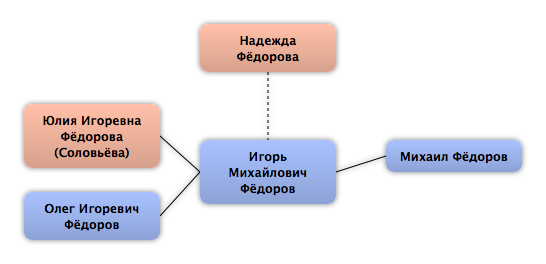 Надежда
Фёдорова
Юлия Игоревна
Фёдорова
(Соловьёва)
Игорь
Михайлович
Фёдоров
Михаил Фёдоров
Олег Игоревич
Фёдоров